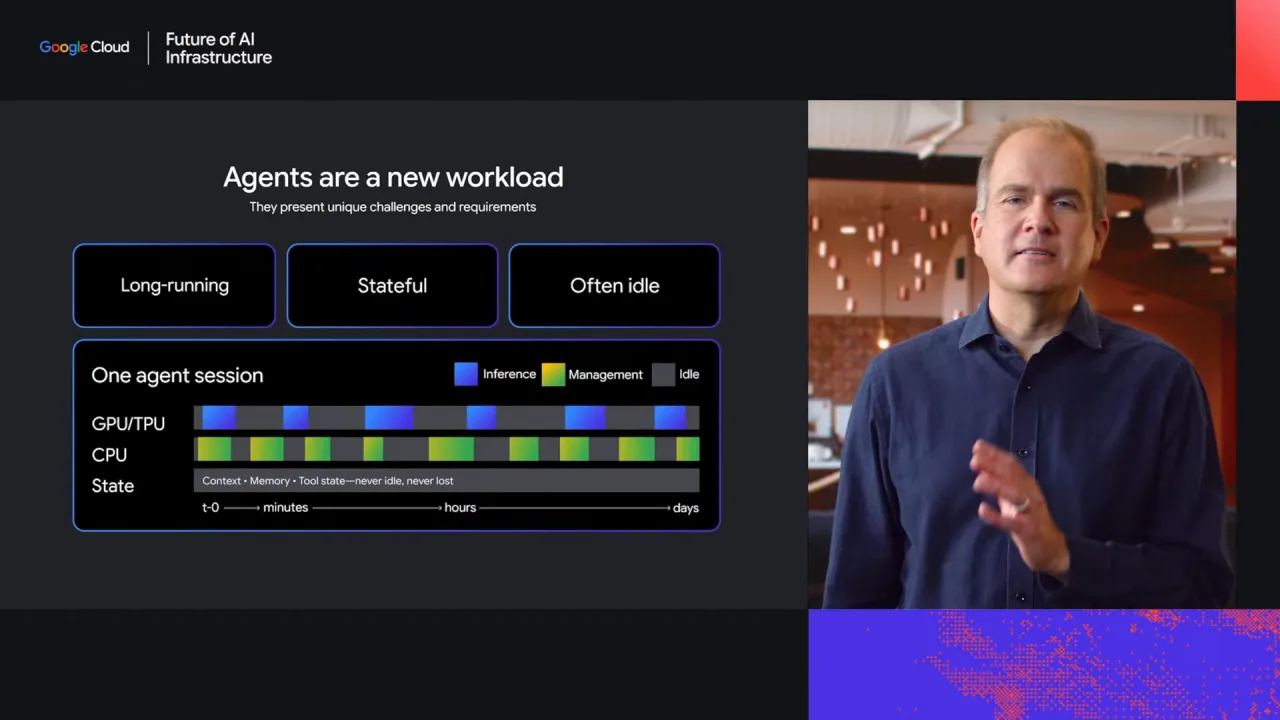 Google Cloud
Future of AI
Infrastructure
Agents are a new workload
They present unique challenges and requirements
Long-running
Stateful
Often idle
One agent session
Inference
Management
Idle
GPU/TPU
CPU
State
Context • Memory • Tool state—never idle, never lost
t-0
minutes
hours
days